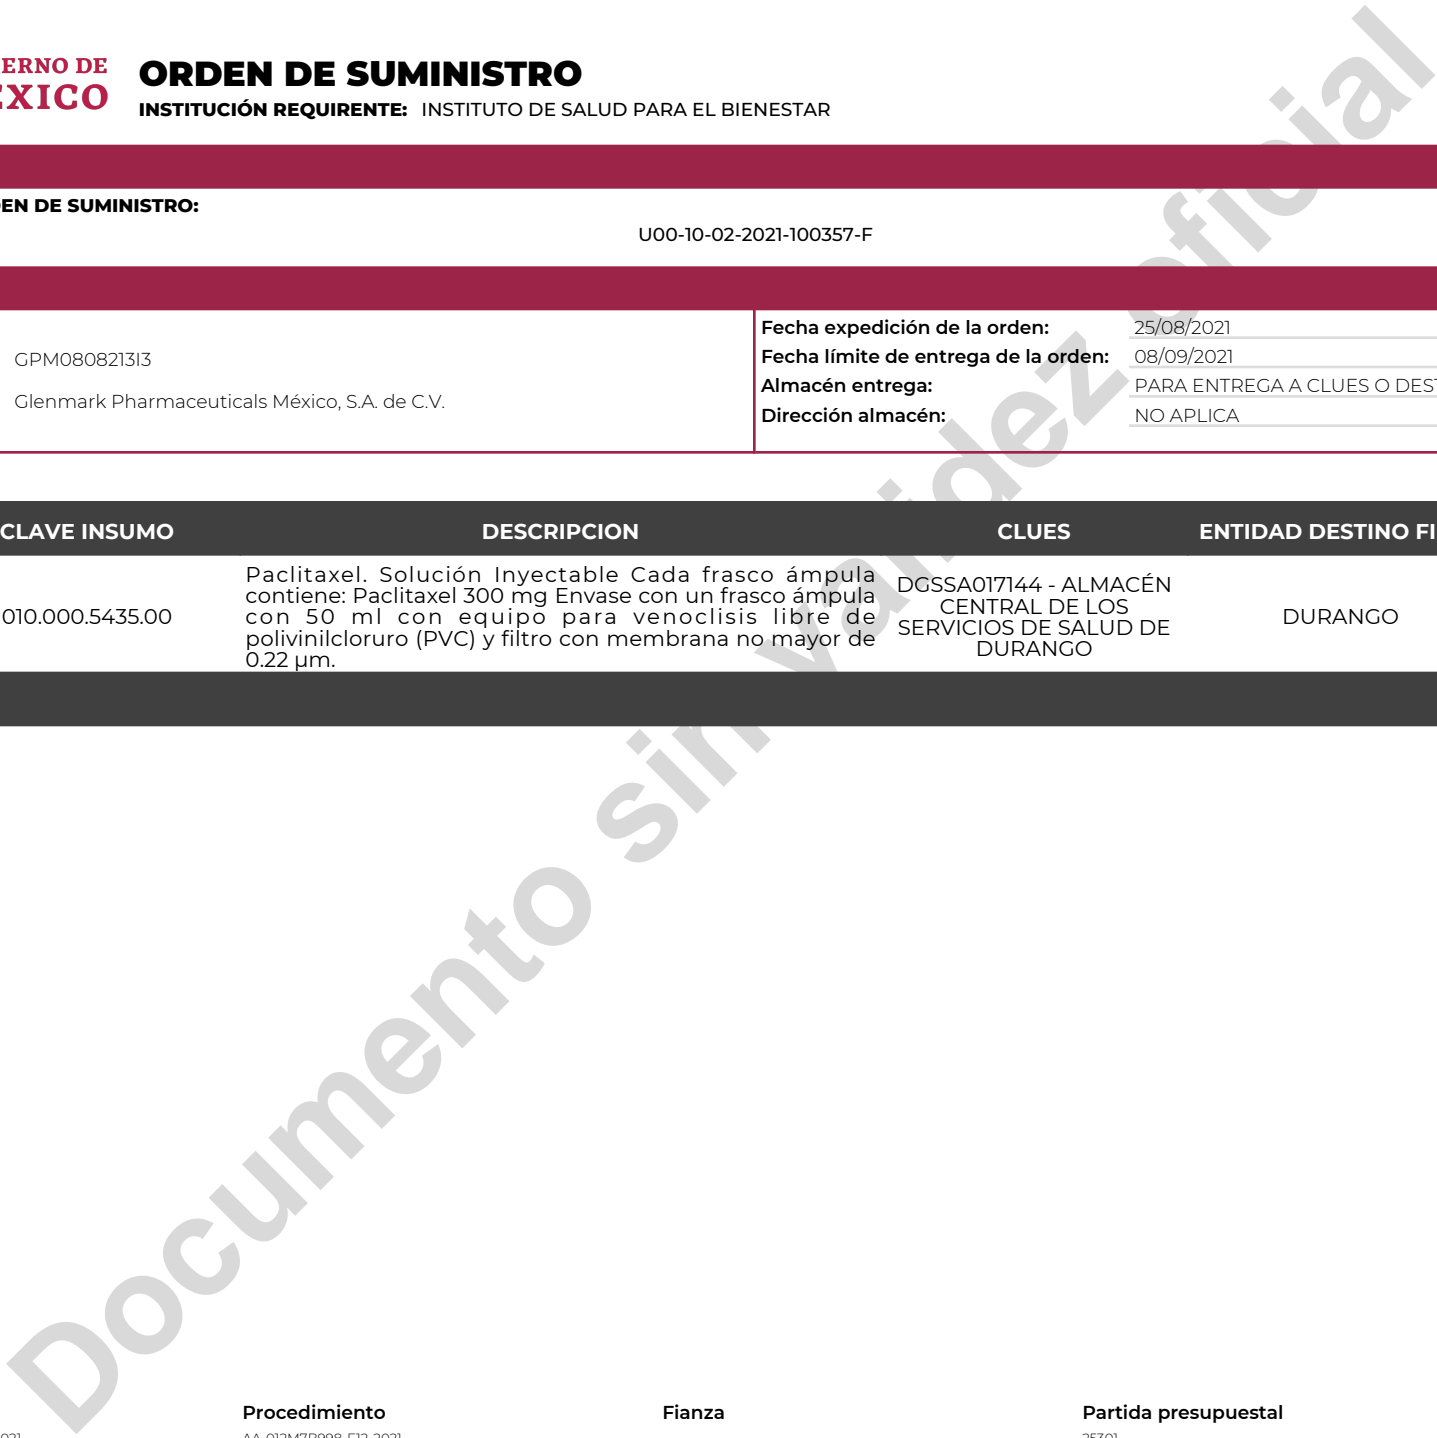 ERNO DE
ÉXICO
ORDEN DE SUMINISTRO
INSTITUCIÓN REQUIRENTE: INSTITUTO DE SALUD PARA EL BIENESTAR
EN DE SUMINISTRO:
U00-10-02-2021-100357-F
GPM0808213I3
Glenmark Pharmaceuticals México, S.A. de C.V.
Fecha expedición de la orden: 25/08/2021
Fecha límite de entrega de la orden: 08/09/2021
Almacén entrega: PARA ENTREGA A CLUES O DEST
Dirección almacén: NO APLICA
CLAVE INSUMO DESCRIPCION CLUES ENTIDAD DESTINO FI
010.000.5435.00
Paclitaxel. Solución Inyectable Cada frasco ámpula
contiene: Paclitaxel 300 mg Envase con un frasco ámpula
con 50 ml con equipo para venoclisis libre de
polivinilcloruro (PVC) y filtro con membrana no mayor de
0.22 µm.
DGSSA017144 - ALMACÉN
CENTRAL DE LOS
SERVICIOS DE SALUD DE
DURANGO
DURANGO
Documento sin validez oficial
Procedimiento Fianza Partida presupuestal